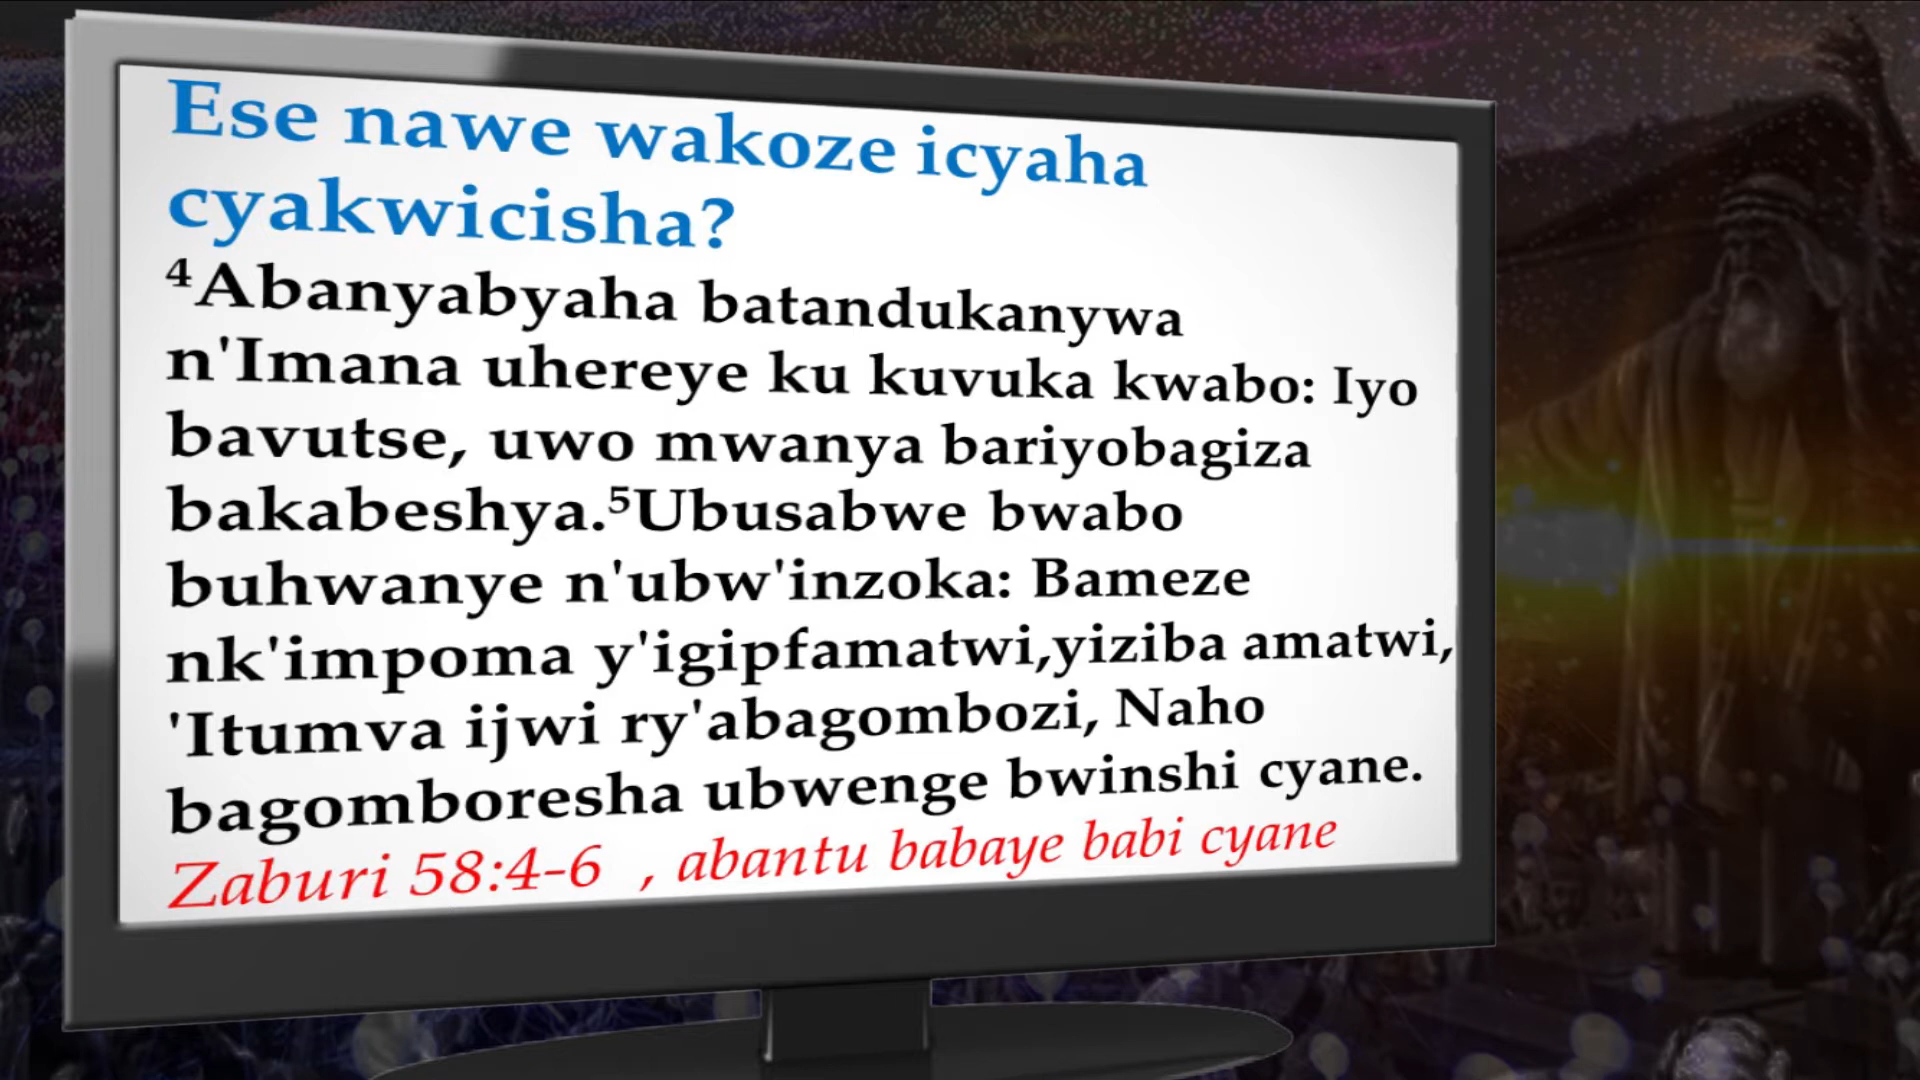 Ese nawe wakoze icyaha
cyakwicisha?
⁴Abanyabyaha batandukanywa
n'Imana uhereye ku kuvuka kwabo: Iyo
bavutse, uwo mwanya bariyobagiza
bakabeshya.⁵Ubusabwe bwabo
buhwanye n'ubw'inzoka: Bameze
nk'impoma y'igipfamatwi,yiziba amatwi,
'Itumva ijwi ry'abagombozi, Naho
bagomboresha ubwenge bwinshi cyane.
Zaburi 58:4-6 , abantu babaye babi cyane